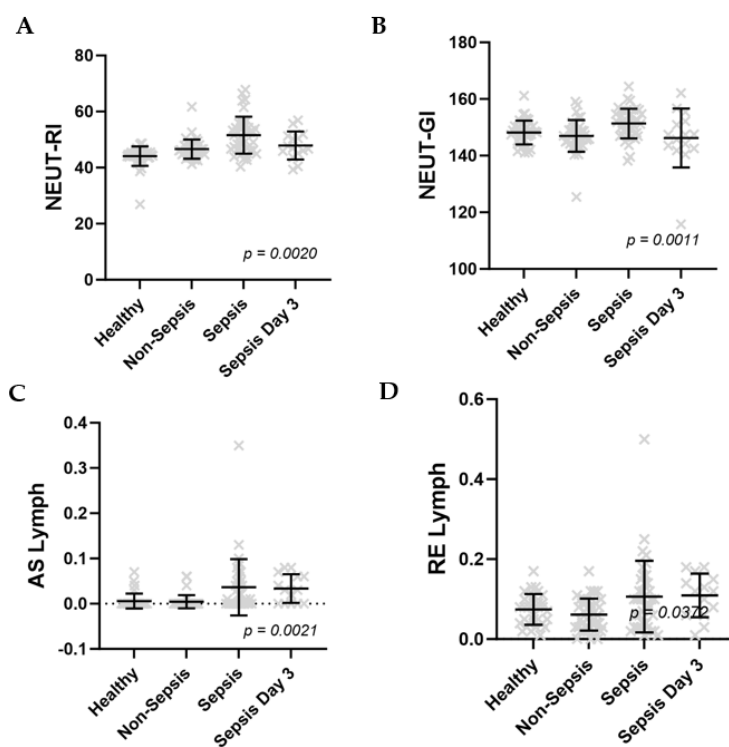 A
NEUT-RI
80
60
40
20
0
p = 0.0020
Healthy
Non-Sepsis
Sepsis
Sepsis Day 3
B
NEUT-GI
180
160
140
120
100
p = 0.0011
Healthy
Non-Sepsis
Sepsis
Sepsis Day 3
C
AS Lymph
0.4
0.3
0.2
0.1
0.0
-0.1
p = 0.0021
Healthy
Non-Sepsis
Sepsis
Sepsis Day 3
D
RE Lymph
0.6
0.4
0.2
0.0
p = 0.0372
Healthy
Non-Sepsis
Sepsis
Sepsis Day 3